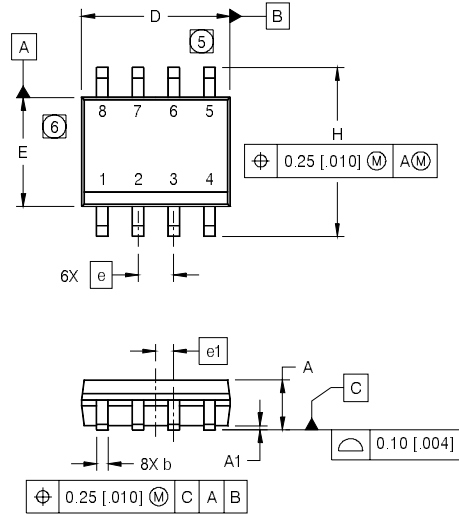 D
5
B
A
8 7 6 5
6
E
H
⌖ 0.25 [.010] Ⓜ AⓂ
1 2 3 4
6X e
e1
A
C
⌓ 0.10 [.004]
A1
8X b
⌖ 0.25 [.010] Ⓜ C A B